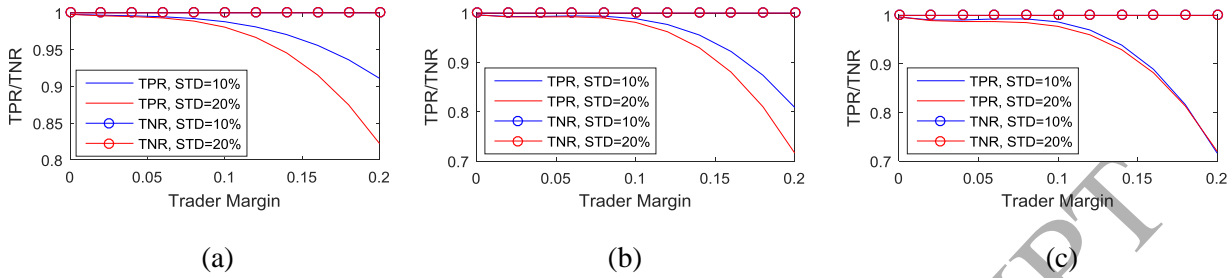 1
0.95
0.9
0.85
0.8
TPR/TNR
TPR, STD=10%
TPR, STD=20%
TNR, STD=10%
TNR, STD=20%
0
0.05
0.1
0.15
0.2
Trader Margin
(a)
1
0.9
0.8
0.7
TPR/TNR
TPR, STD=10%
TPR, STD=20%
TNR, STD=10%
TNR, STD=20%
0
0.05
0.1
0.15
0.2
Trader Margin
(b)
1
0.9
0.8
0.7
TPR/TNR
TPR, STD=10%
TPR, STD=20%
TNR, STD=10%
TNR, STD=20%
0
0.05
0.1
0.15
0.2
Trader Margin
(c)